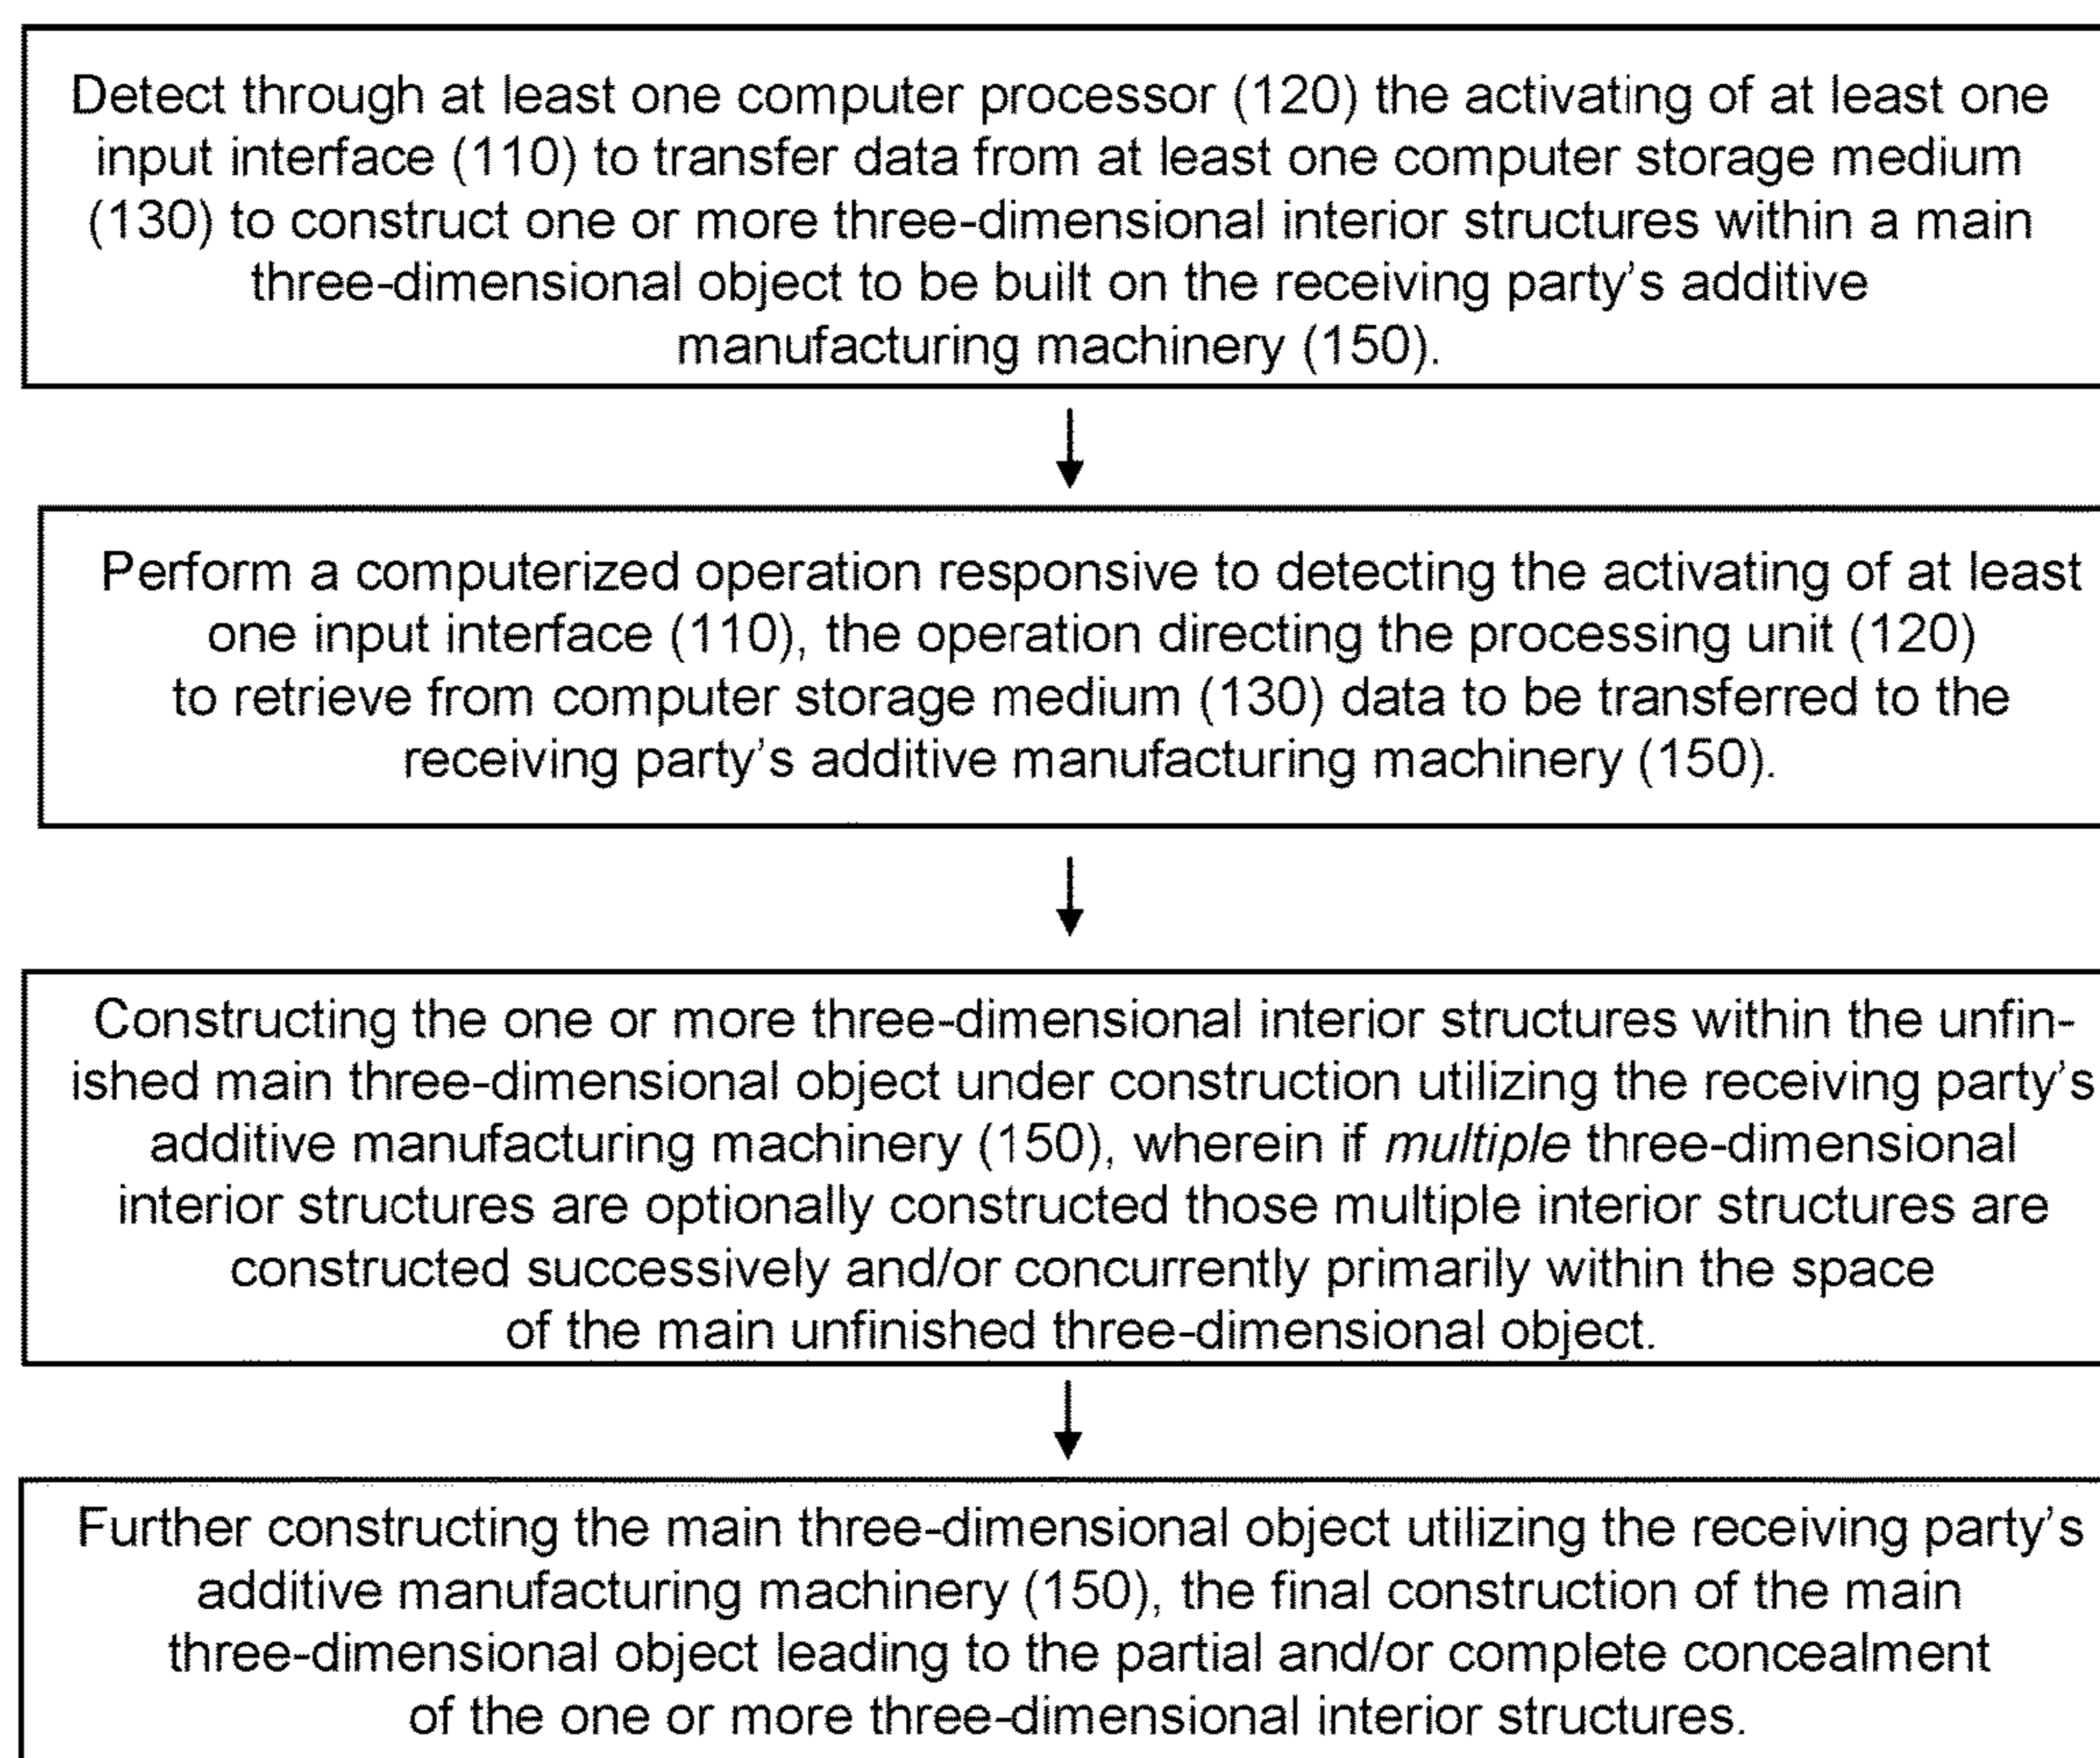 Detect through at least one computer processor (120) the activating of at least one
input interface (110) to transfer data from at least one computer storage medium
(130) to construct one or more three-dimensional interior structures within a main
three-dimensional object to be built on the receiving party's additive
manufacturing machinery (150).
Perform a computerized operation responsive to detecting the activating of at least
one input interface (110), the operation directing the processing unit (120)
to retrieve from computer storage medium (130) data to be transferred to the
receiving party's additive manufacturing machinery (150).
Constructing the one or more three-dimensional interior structures within the unfin-
ished main three-dimensional object under construction utilizing the receiving party's
additive manufacturing machinery (150), wherein if multiple three-dimensional
interior structures are optionally constructed those multiple interior structures are
constructed successively and/or concurrently primarily within the space
of the main unfinished three-dimensional object.
Further constructing the main three-dimensional object utilizing the receiving party's
additive manufacturing machinery (150), the final construction of the main
three-dimensional object leading to the partial and/or complete concealment
of the one or more three-dimensional interior structures.